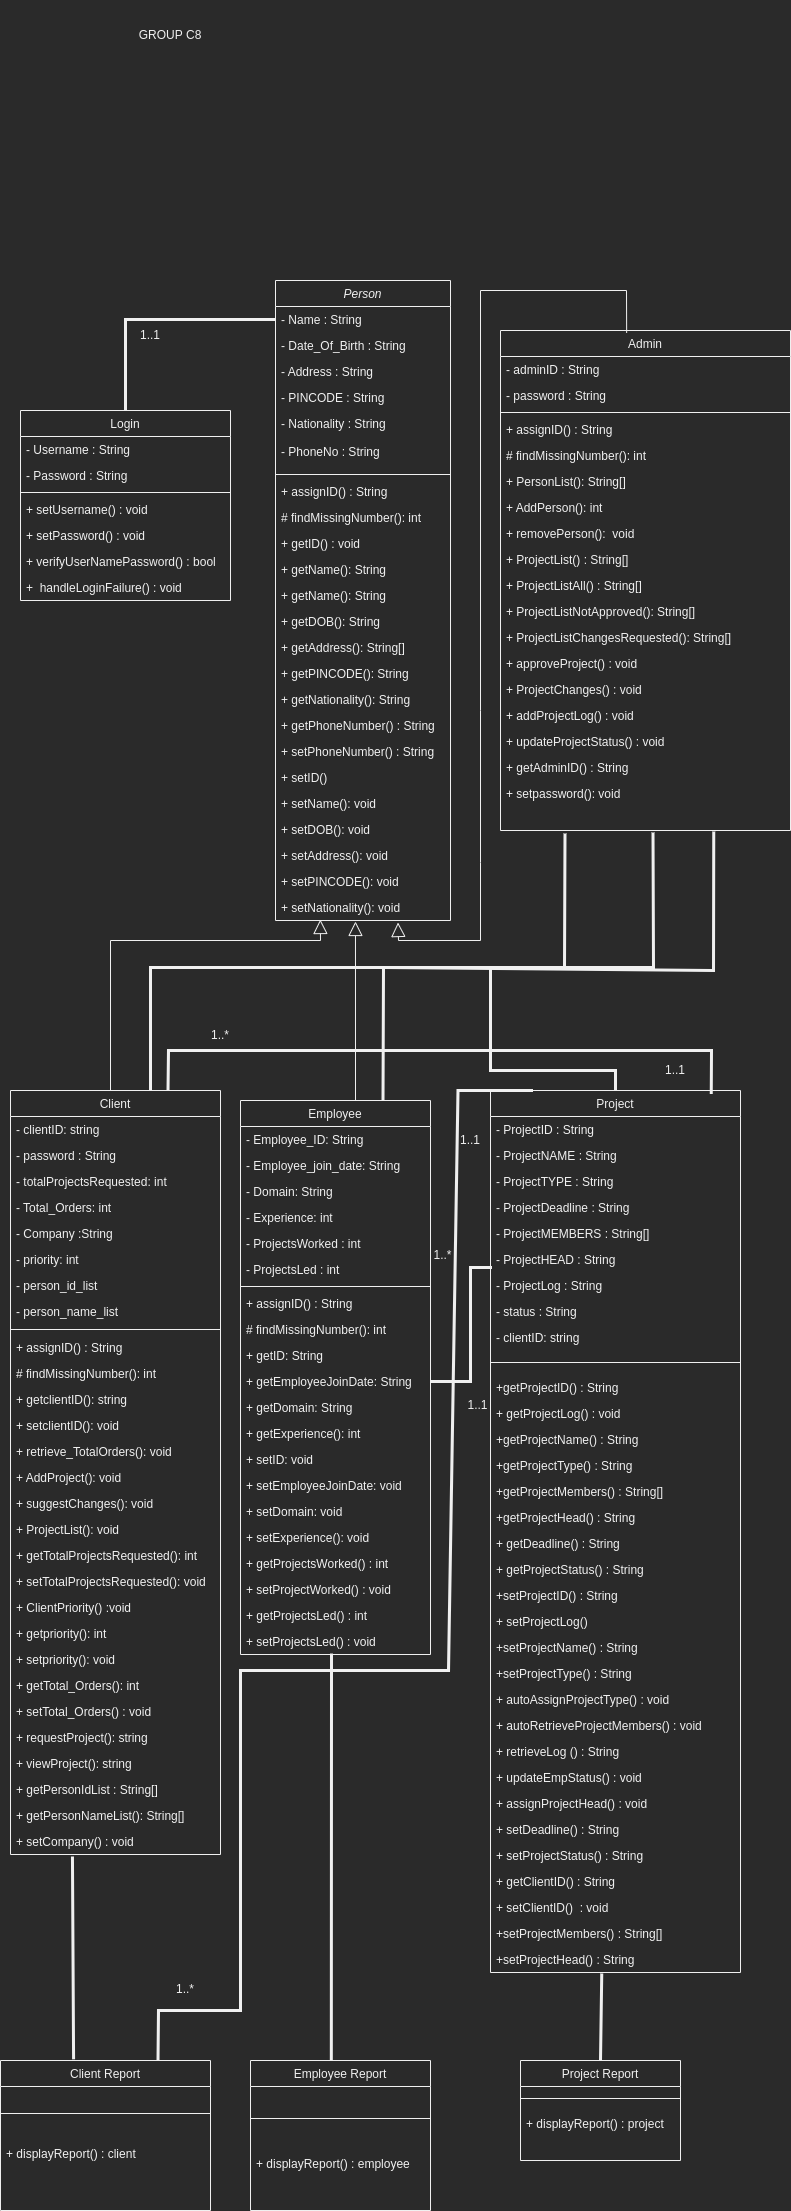 GROUP C8
Person
- Name : String
- Date_Of_Birth : String
- Address : String
- PINCODE : String
- Nationality : String
- PhoneNo : String
+ assignID() : String
# findMissingNumber(): int
+ getID() : void
+ getName(): String
+ getName(): String
+ getDOB(): String
+ getAddress(): String[]
+ getPINCODE(): String
+ getNationality(): String
+ getPhoneNumber() : String
+ setPhoneNumber() : String
+ setID()
+ setName(): void
+ setDOB(): void
+ setAddress(): void
+ setPINCODE(): void
+ setNationality(): void
1..1
Login
- Username : String
- Password : String
+ setUsername() : void
+ setPassword() : void
+ verifyUserNamePassword() : bool
+  handleLoginFailure() : void
Admin
- adminID : String
- password : String
+ assignID() : String
# findMissingNumber(): int
+ PersonList(): String[]
+ AddPerson(): int
+ removePerson():  void
+ ProjectList() : String[]
+ ProjectListAll() : String[]
+ ProjectListNotApproved(): String[]
+ ProjectListChangesRequested(): String[]
+ approveProject() : void
+ ProjectChanges() : void
+ addProjectLog() : void
+ updateProjectStatus() : void
+ getAdminID() : String
+ setpassword(): void
1..*
1..1
Client
- clientID: string
- password : String
- totalProjectsRequested: int
- Total_Orders: int
- Company :String
- priority: int
- person_id_list
- person_name_list
+ assignID() : String
# findMissingNumber(): int
+ getclientID(): string
+ setclientID(): void
+ retrieve_TotalOrders(): void
+ AddProject(): void
+ suggestChanges(): void
+ ProjectList(): void
+ getTotalProjectsRequested(): int
+ setTotalProjectsRequested: void
+ ClientPriority() :void
+ getpriority(): int
+ setpriority(): void
+ getTotal_Orders(): int
+ setTotal_Orders() : void
+ requestProject(): string
+ viewProject(): string
+ getPersonIdList : String[]
+ getPersonNameList(): String[]
+ setCompany() : void
Employee
- Employee_ID: String
- Employee_join_date: String
- Domain: String
- Experience: int
- ProjectsWorked : int
- ProjectsLed : int
+ assignID() : String
# findMissingNumber(): int
+ getID: String
+ getEmployeeJoinDate: String
+ getDomain: String
+ getExperience(): int
+ setID: void
+ setEmployeeJoinDate: void
+ setDomain: void
+ setExperience(): void
+ getProjectsWorked() : int
+ setProjectWorked() : void
+ getProjectsLed() : int
+ setProjectsLed() : void
1..1
1..*
1..1
Project
- ProjectID : String
- ProjectNAME : String
- ProjectTYPE : String
- ProjectDeadline : String
- ProjectMEMBERS : String[]
- ProjectHEAD : String
- ProjectLog : String
- status : String
- clientID: string
+getProjectID() : String
+ getProjectLog() : void
+getProjectName() : String
+getProjectType() : String
+getProjectMembers() : String[]
+getProjectHead() : String
+ getDeadline() : String
+ getProjectStatus() : String
+setProjectID() : String
+ setProjectLog()
+setProjectName() : String
+setProjectType() : String
+ autoAssignProjectType() : void
+ autoRetrieveProjectMembers() : void
+ retrieveLog () : String
+ updateEmpStatus() : void
+ assignProjectHead() : void
+ setDeadline() : String
+ setProjectStatus() : String
+ getClientID() : String
+ setClientID()  : void
+setProjectMembers() : String[]
+setProjectHead() : String
1..*
Client Report
+ displayReport() : client
Employee Report
+ displayReport() : employee
Project Report
+ displayReport() : project